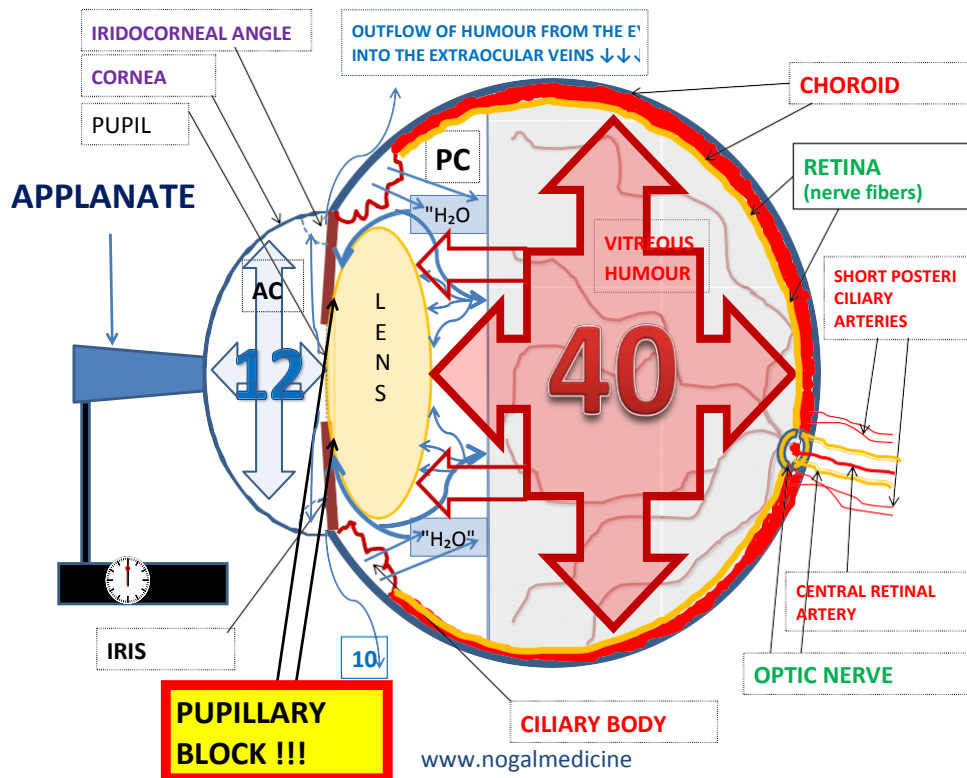 IRIDOCORNEAL ANGLE
CORNEA
PUPIL
APPLANATE
OUTFLOW OF HUMOUR FROM THE EY
INTO THE EXTRAOCULAR VEINS ↓↓↓
CHOROID
RETINA
(nerve fibers)
PC
"H₂O
VITREOUS
HUMOUR
AC
LENS
12
40
SHORT POSTERI
CILIARY
ARTERIES
"H₂O"
CENTRAL RETINAL
ARTERY
IRIS
10
OPTIC NERVE
PUPILLARY
BLOCK !!!
CILIARY BODY
www.nogalmedicine